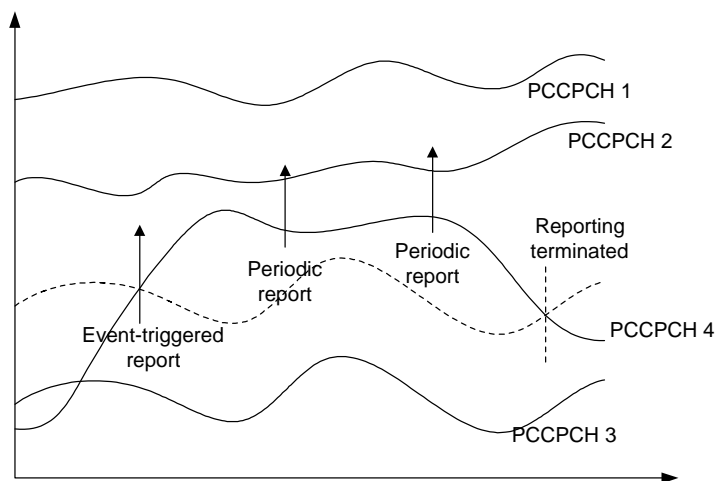 PCCPCH 1
PCCPCH 2
Reporting
terminated
Periodic
report
Periodic
report
Event-triggered
report
PCCPCH 4
PCCPCH 3